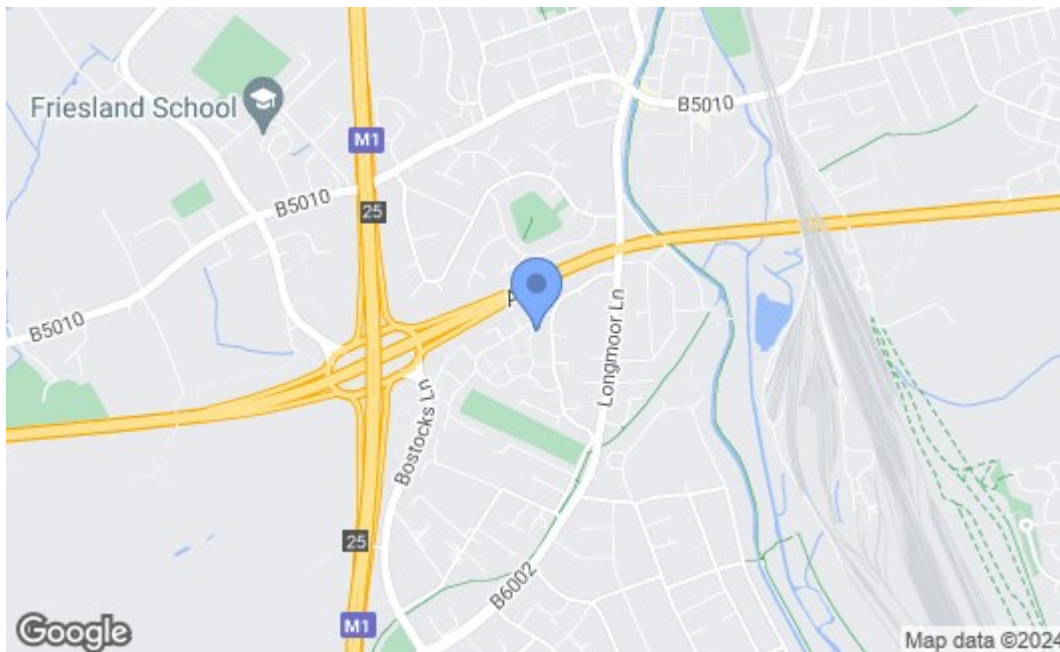 Friesland School
M1
B5010
B5010
25
B5010
Longmoor Ln
Bostocks Ln
25
B6002
M1
Google
Map data ©2024